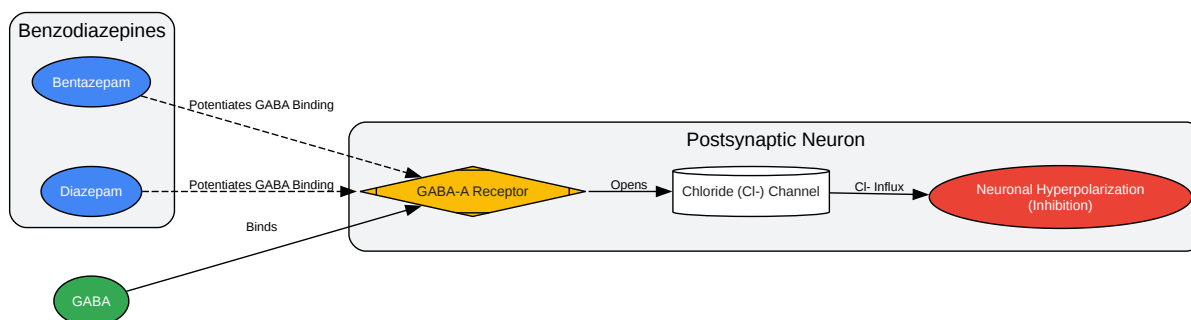 Benzodiazepines
Bentazepam
Potentiates GABA Binding
Postsynaptic Neuron
Diazepam
Potentiates GABA Binding
GABA-A Receptor
Opens
Chloride (Cl-) Channel
Cl- Influx
Neuronal Hyperpolarization
(Inhibition)
Binds
GABA